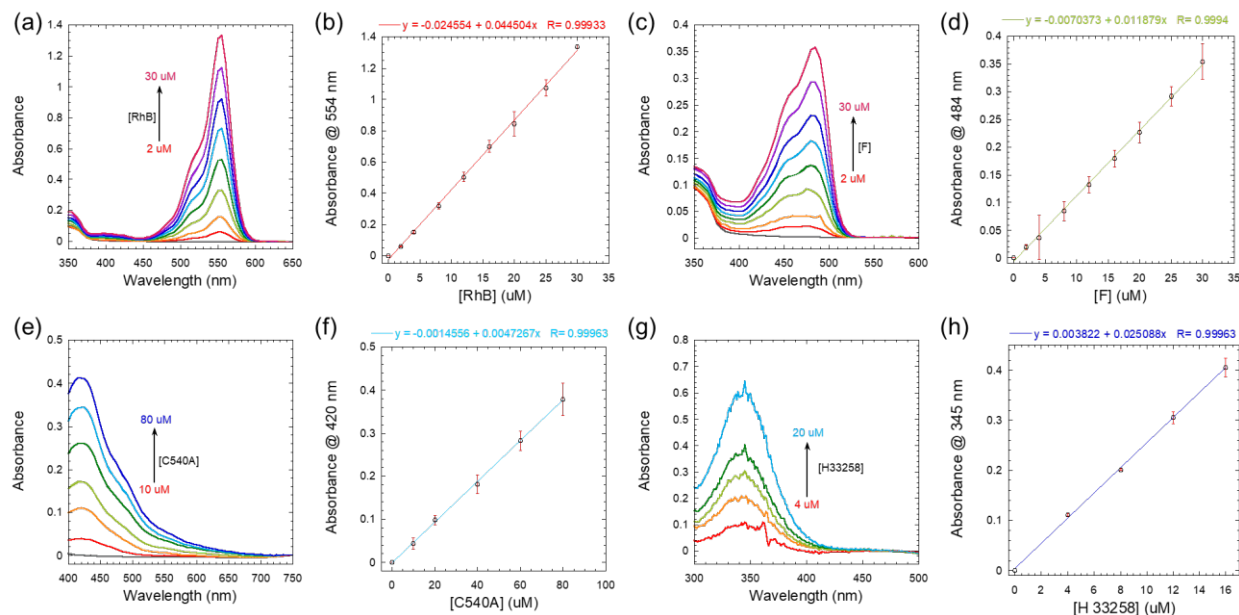 (a)
Absorbance
1.4
1.2
1
0.8
0.6
0.4
0.2
0
30 uM
[RhB]
2 uM
350 400 450 500 550 600 650
Wavelength (nm)
(b)
y = -0.024554 + 0.044504x R= 0.99933
Absorbance @ 554 nm
1.4
1.2
1
0.8
0.6
0.4
0.2
0
0 5 10 15 20 25 30 35
[RhB] (uM)
(c)
Absorbance
0.4
0.35
0.3
0.25
0.2
0.15
0.1
0.05
0
30 uM
[F]
2 uM
400 450 500 550 600
Wavelength (nm)
(d)
y = -0.0070373 + 0.011879x R= 0.9994
Absorbance @ 484 nm
0.4
0.35
0.3
0.25
0.2
0.15
0.1
0.05
0
0 5 10 15 20 25 30 35
[F] (uM)
(e)
Absorbance
0.5
0.4
0.3
0.2
0.1
0
80 uM
[C540A]
10 uM
400 450 500 550 600 650 700 750
Wavelength (nm)
(f)
y = -0.0014556 + 0.0047267x R= 0.99963
Absorbance @ 420 nm
0.4
0.3
0.2
0.1
0
0 20 40 60 80 100
[C540A] (uM)
(g)
Absorbance
0.8
0.7
0.6
0.5
0.4
0.3
0.2
0.1
0
20 uM
[H33258]
4 uM
300 350 400 450 500
Wavelength (nm)
(h)
y = 0.003822 + 0.025088x R= 0.99963
Absorbance @ 345 nm
0.4
0.3
0.2
0.1
0
0 2 4 6 8 10 12 14 16
[H 33258] (uM)